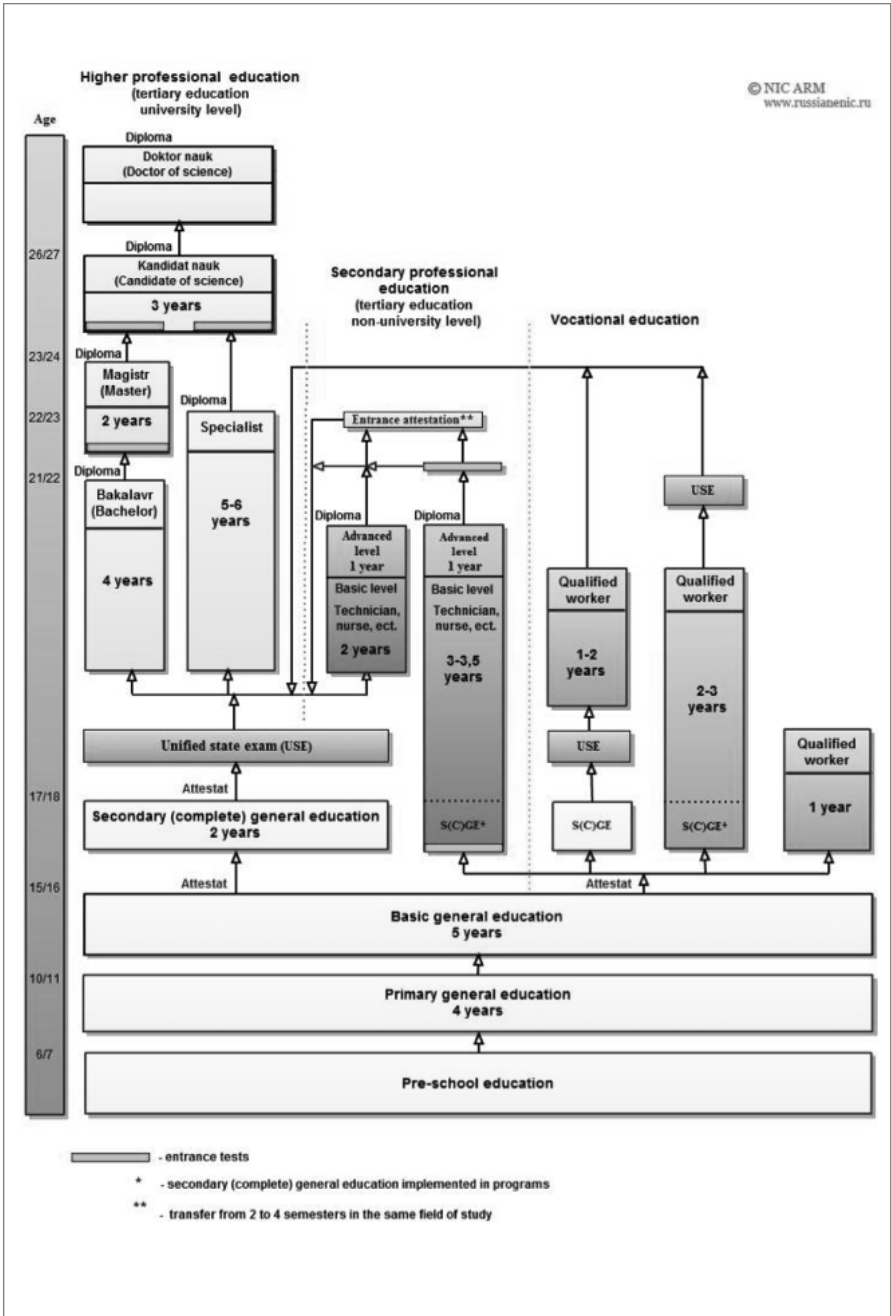 Higher professional education
(tertiary education
university level)
© NIC ARM
www.russianenic.ru
Age
Diploma
Doktor nauk
(Doctor of science)
26/27
Diploma
Kandidat nauk
(Candidate of science)
3 years
Secondary professional
education
(tertiary education
non-university level)
Vocational education
23/24
Diploma
Magistr
(Master)
2 years
22/23
Diploma
Specialist
5-6
years
Entrance attestation**
21/22
Diploma
Bakalavr
(Bachelor)
4 years
USE
Diploma
Advanced
level
1 year
Basic level
Technician,
nurse, ect.
2 years
Diploma
Advanced
level
1 year
Basic level
Technician,
nurse, ect.
3-3,5
years
S(C)GE*
Qualified
worker
1-2
years
USE
S(C)GE
Qualified
worker
2-3
years
S(C)GE*
Qualified
worker
1 year
Unified state exam (USE)
Attestat
17/18
Secondary (complete) general education
2 years
Attestat
Attestat
15/16
Basic general education
5 years
10/11
Primary general education
4 years
6/7
Pre-school education
- entrance tests
* - secondary (complete) general education implemented in programs
** - transfer from 2 to 4 semesters in the same field of study